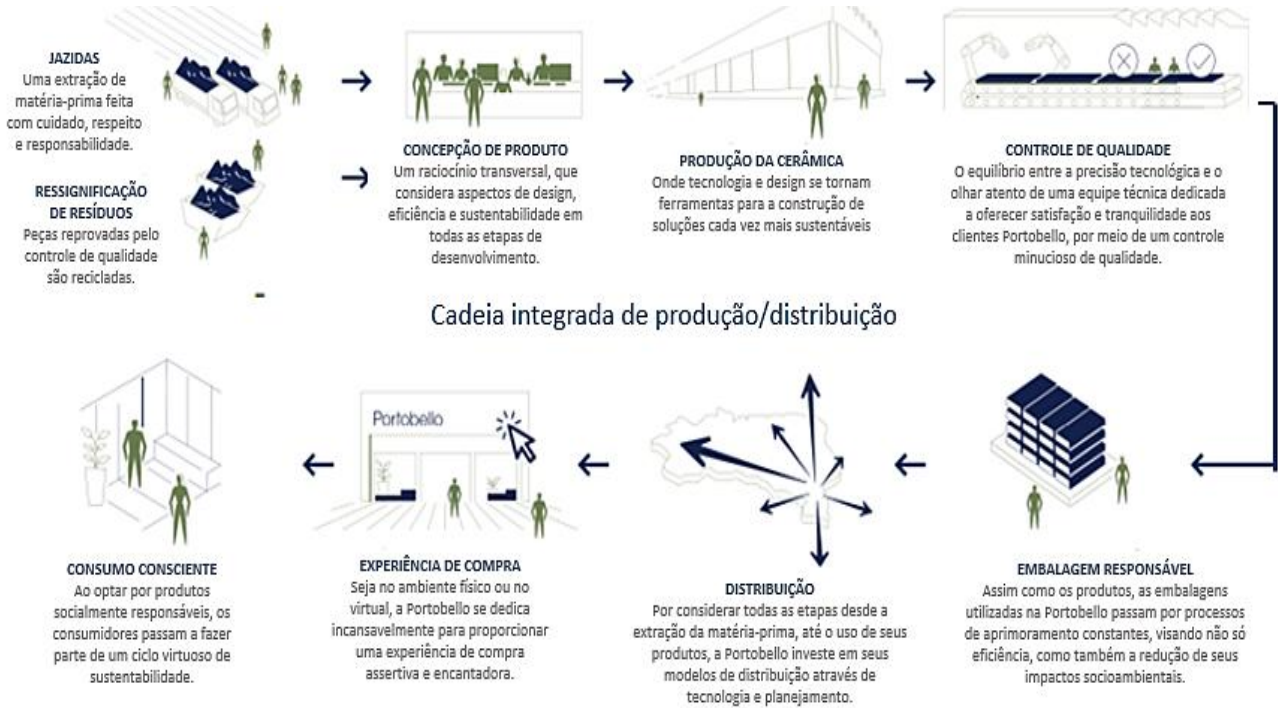 JAZIDAS
Uma extração de
matéria-prima feita
com cuidado, respeito
e responsabilidade.
RESSIGNIFICAÇÃO
DE RESÍDUOS
Peças reprovadas pelo
controle de qualidade
são recicladas.
CONCEPÇÃO DE PRODUTO
Um raciocínio transversal, que
considera aspectos de design,
eficiência e sustentabilidade em
todas as etapas de
desenvolvimento.
PRODUÇÃO DA CERÂMICA
Onde tecnologia e design se tornam
ferramentas para a construção de
soluções cada vez mais sustentáveis
CONTROLE DE QUALIDADE
O equilíbrio entre a precisão tecnológica e o
olhar atento de uma equipe técnica dedicada
a oferecer satisfação e tranquilidade aos
clientes Portobello, por meio de um controle
minucioso de qualidade.
Cadeia integrada de produção/distribuição
CONSUMO CONSCIENTE
Ao optar por produtos
socialmente responsáveis, os
consumidores passam a fazer
parte de um ciclo virtuoso de
sustentabilidade.
Portobello
EXPERIÊNCIA DE COMPRA
Seja no ambiente físico ou no
virtual, a Portobello se dedica
incansavelmente para proporcionar
uma experiência de compra
assertiva e encantadora.
DISTRIBUIÇÃO
Por considerar todas as etapas desde a
extração da matéria-prima, até o uso de seus
produtos, a Portobello investe em seus
modelos de distribuição através de
tecnologia e planejamento.
EMBALAGEM RESPONSÁVEL
Assim como os produtos, as embalagens
utilizadas na Portobello passam por processos
de aprimoramento constantes, visando não só
eficiência, como também a redução de seus
impactos socioambientais.